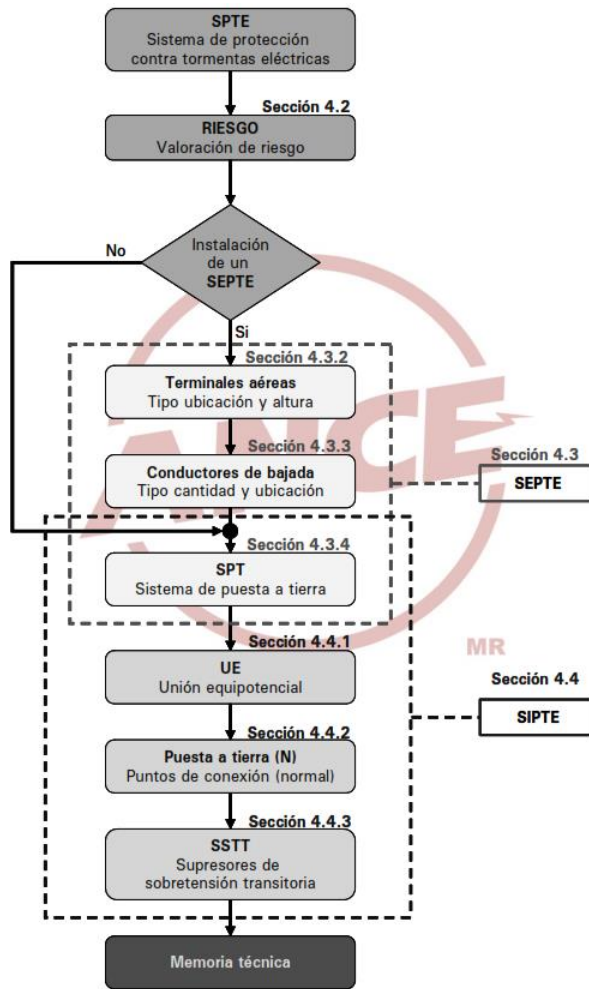 SPTE
Sistema de protección
contra tormentas eléctricas
Sección 4.2
RIESGO
Valoración de riesgo
No
Instalación
de un
SEPTE
Si
Sección 4.3.2
Terminales aéreas
Tipo ubicación y altura
Sección 4.3.3
Conductores de bajada
Tipo cantidad y ubicación
Sección 4.3
SEPTE
Sección 4.3.4
SPT
Sistema de puesta a tierra
Sección 4.4.1
UE
Unión equipotencial
Sección 4.4
SIPTE
Sección 4.4.2
Puesta a tierra (N)
Puntos de conexión (normal)
Sección 4.4.3
SSTT
Supresores de
sobretensión transitoria
Memoria técnica
ANCE
MR